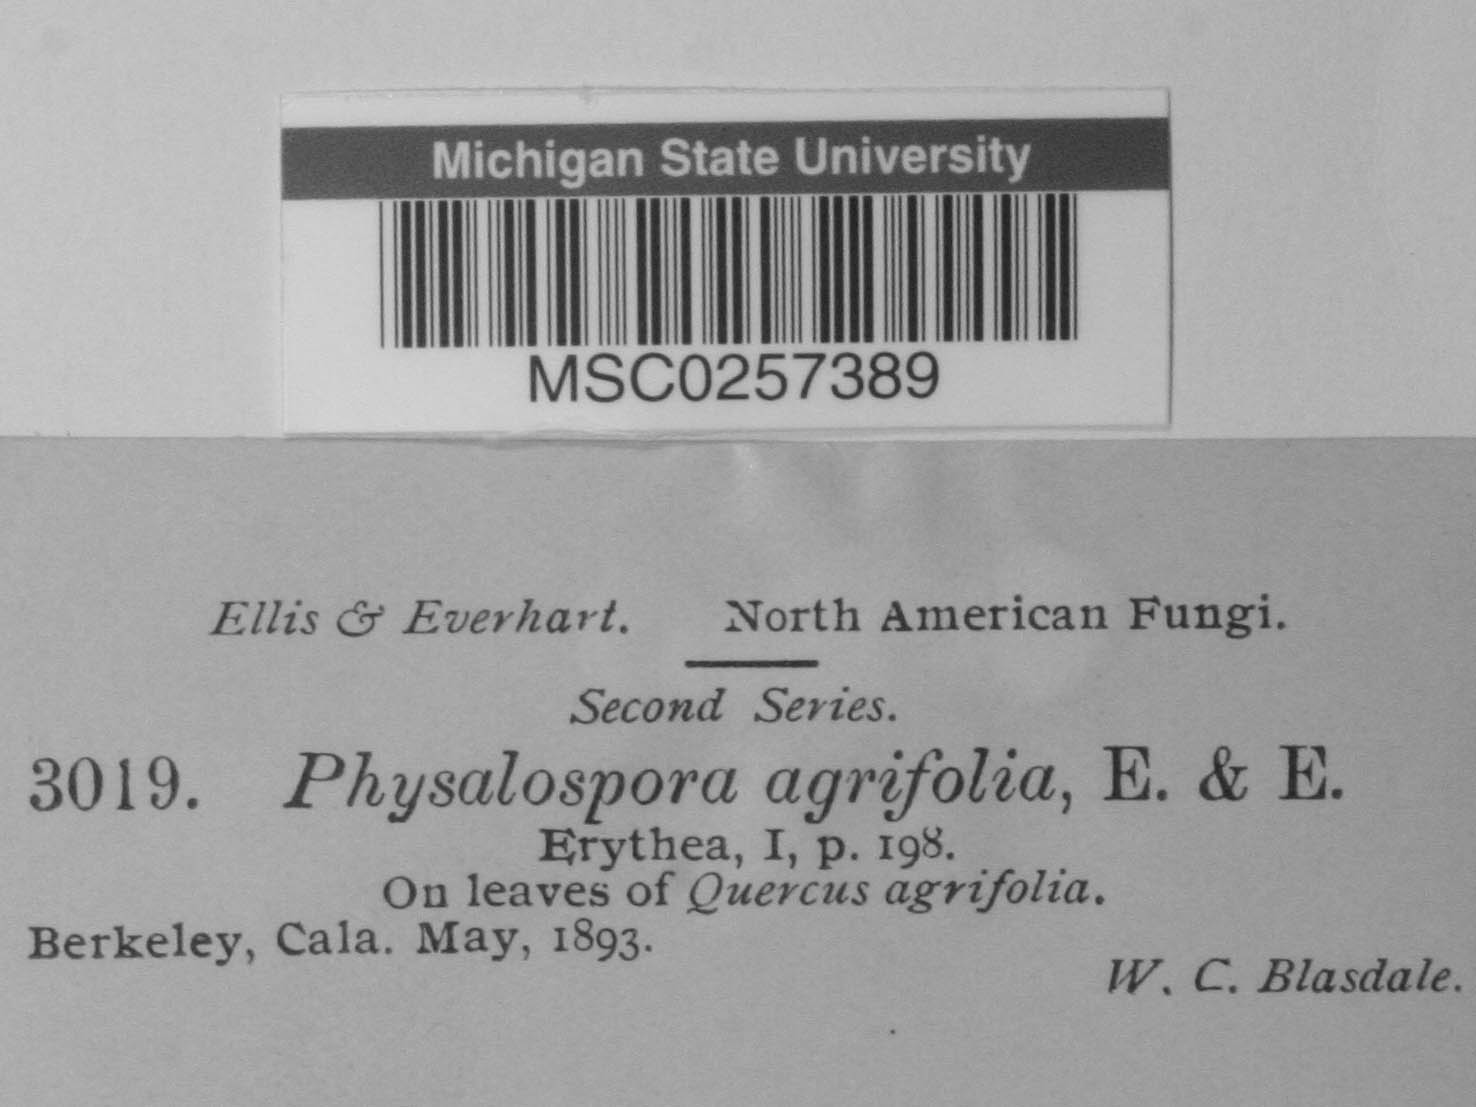 Michigan State University
MSC0257389
Ellis & Everhart. North American Fungi.
Second Series.
3019. Physalospora agrifolia, E. & E.
Erythea, I, p. 198.
On leaves of Quercus agrifolia.
Berkeley, Cala. May, 1893.
W. C. Blasdale.